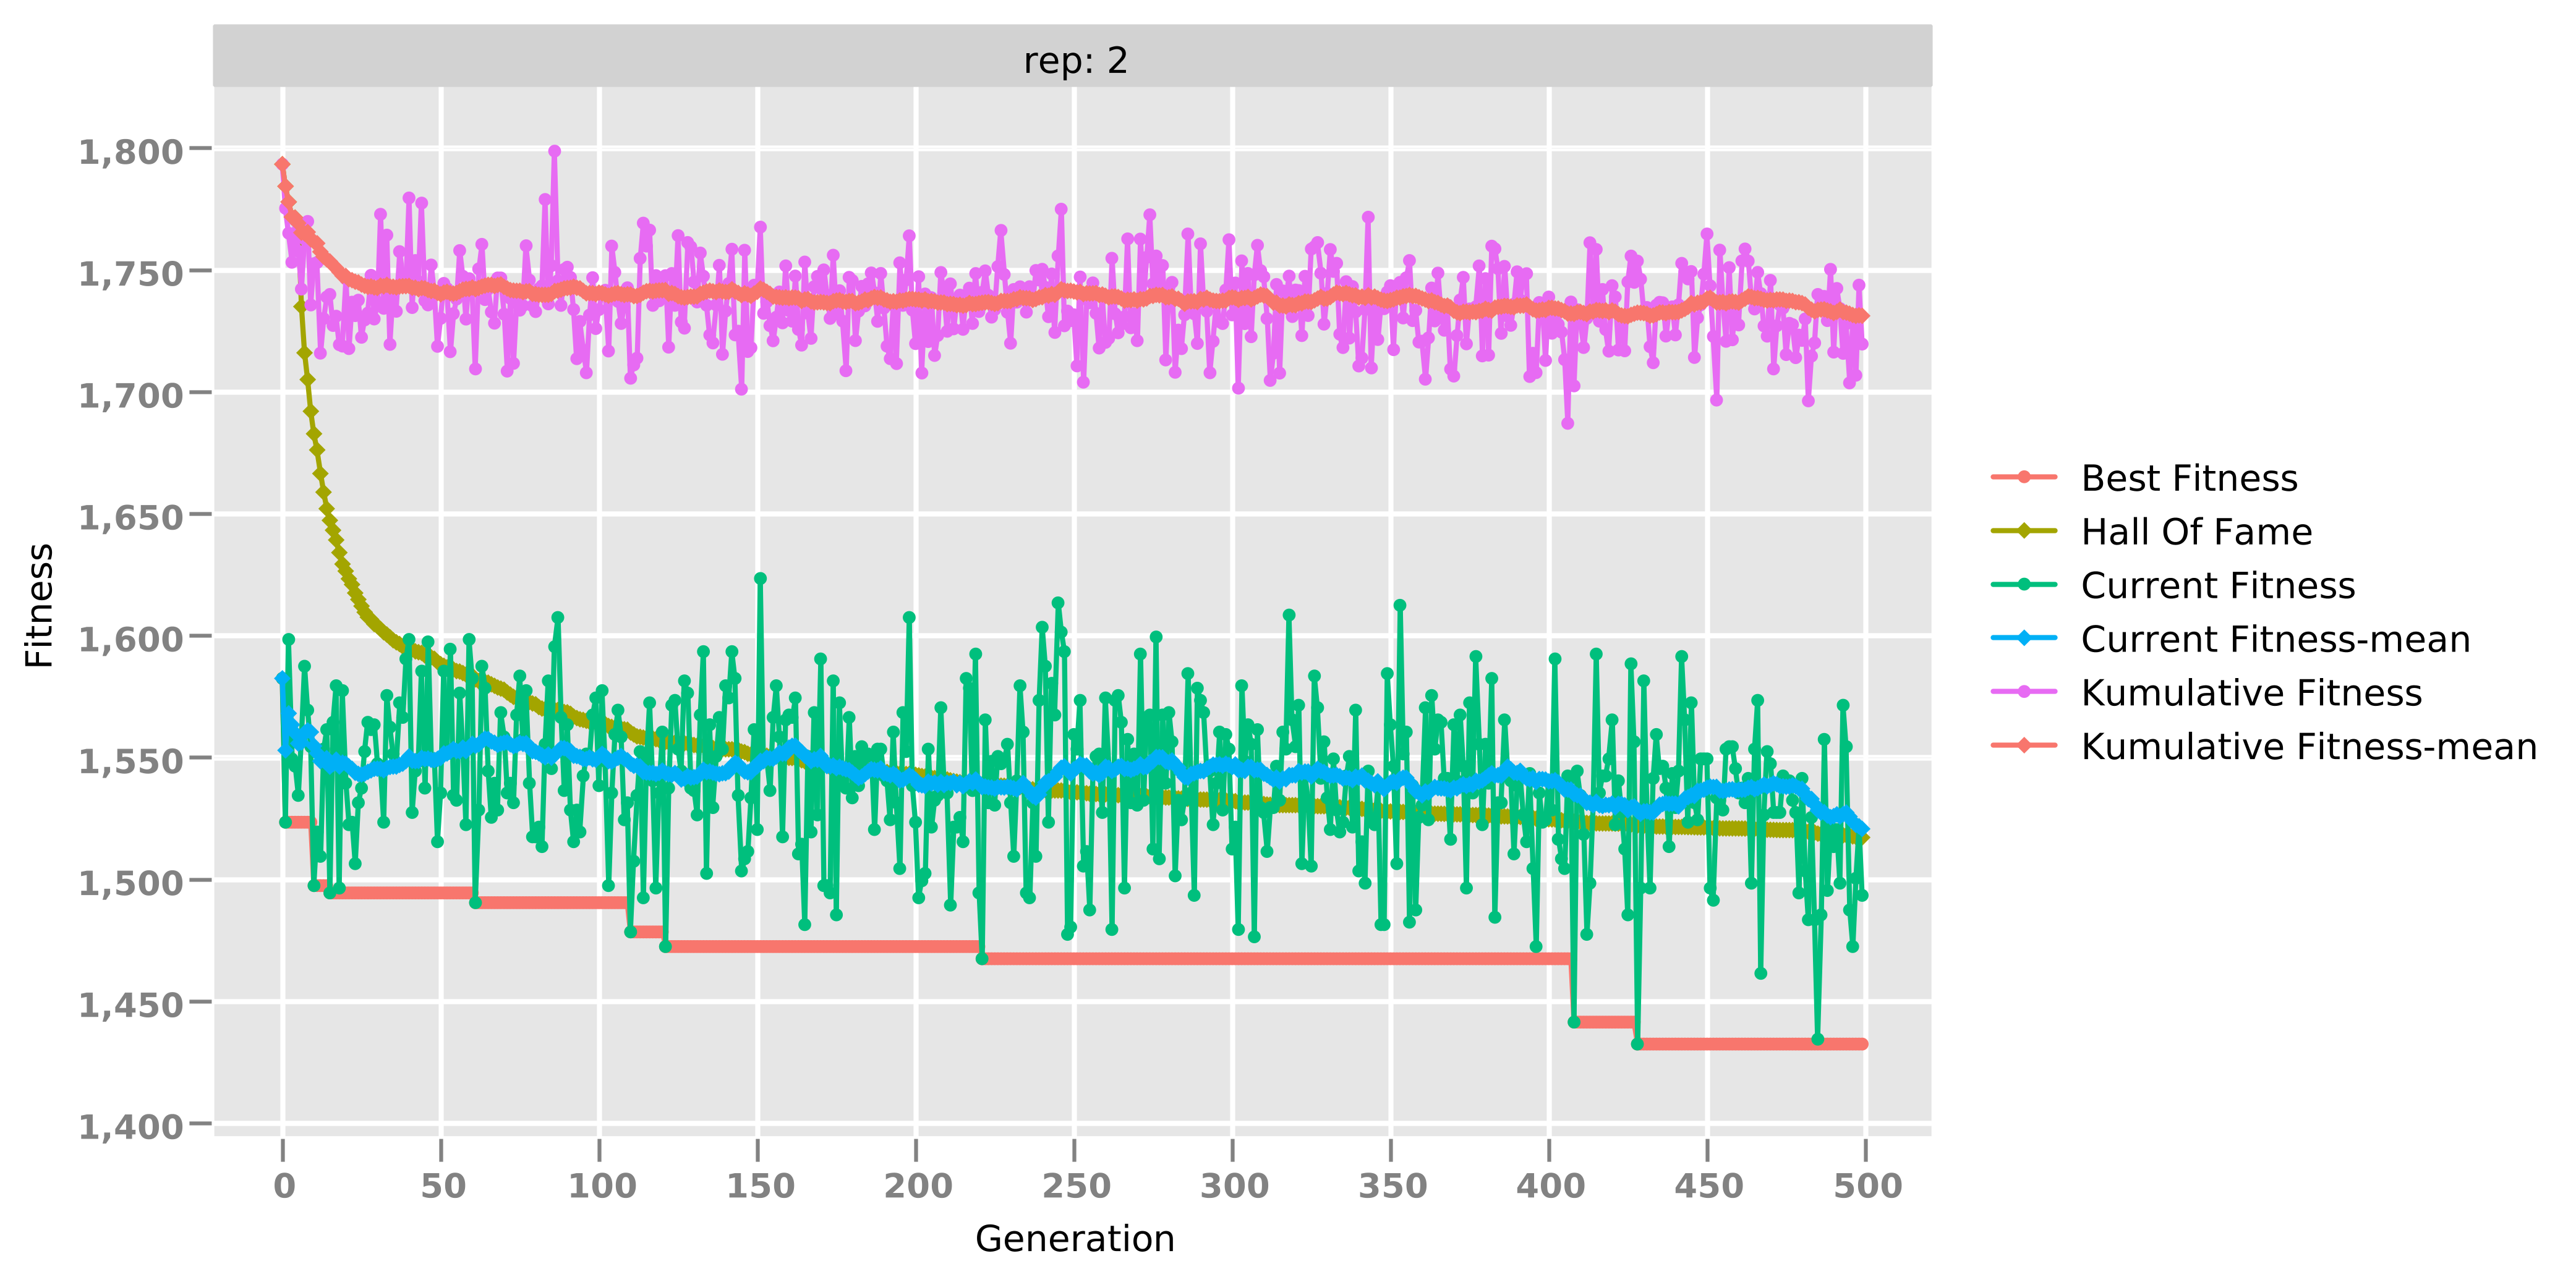 rep: 2
1,800
1,750
1,700
1,650
1,600
1,550
1,500
1,450
1,400
Fitness
0 50 100 150 200 250 300 350 400 450 500
Generation
Best Fitness
Hall Of Fame
Current Fitness
Current Fitness-mean
Kumulative Fitness
Kumulative Fitness-mean